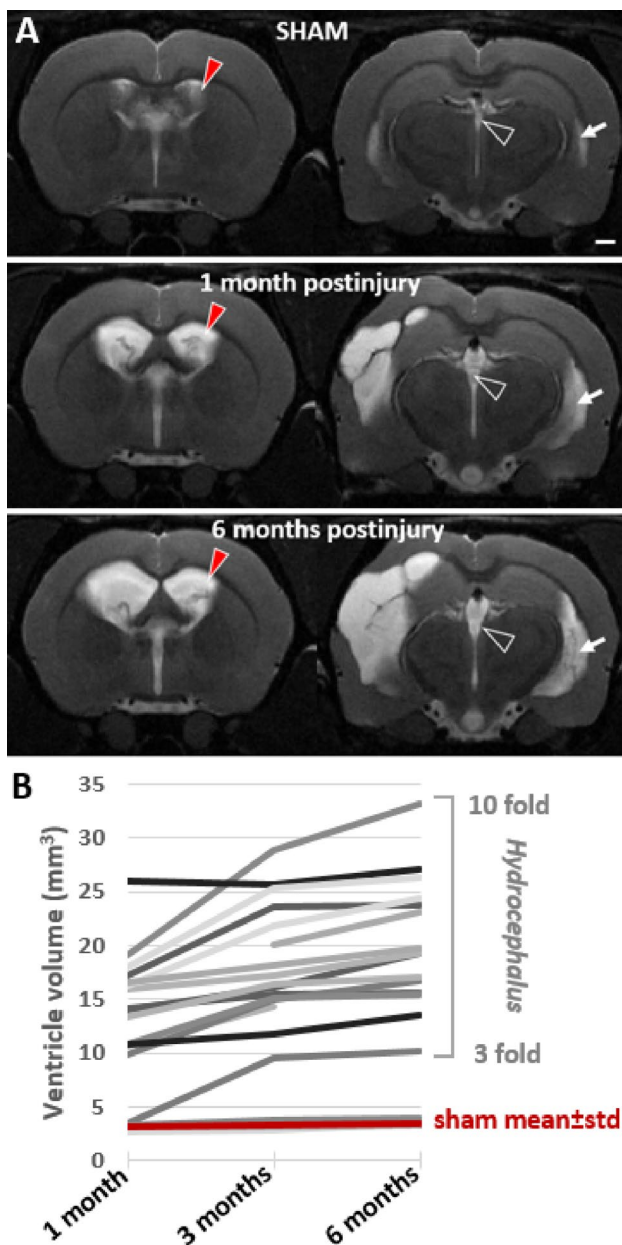 A
SHAM
1 month postinjury
6 months postinjury
B
Ventricle volume (mm³)
35
30
25
20
15
10
5
0
10 fold
Hydrocephalus
3 fold
sham mean±std
1 month
3 months
6 months